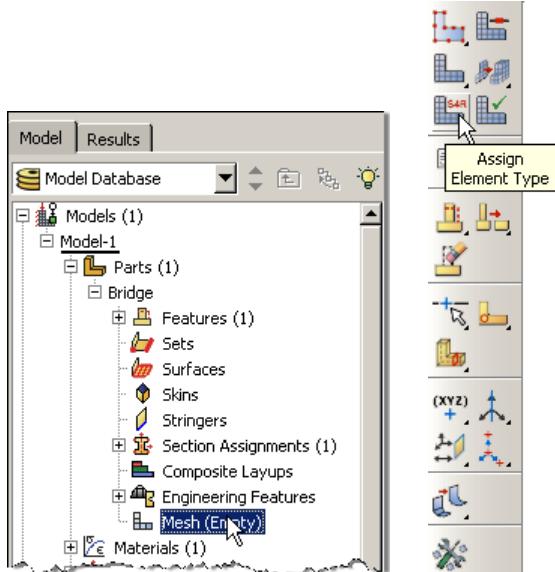 Model Results
Model Database
Models (1)
Model-1
Parts (1)
Bridge
Features (1)
Sets
Surfaces
Skins
Stringers
Section Assignments (1)
Composite Layups
Engineering Features
Mesh (Empty)
Materials (1)
S4R
Assign
Element Type
(XYZ)